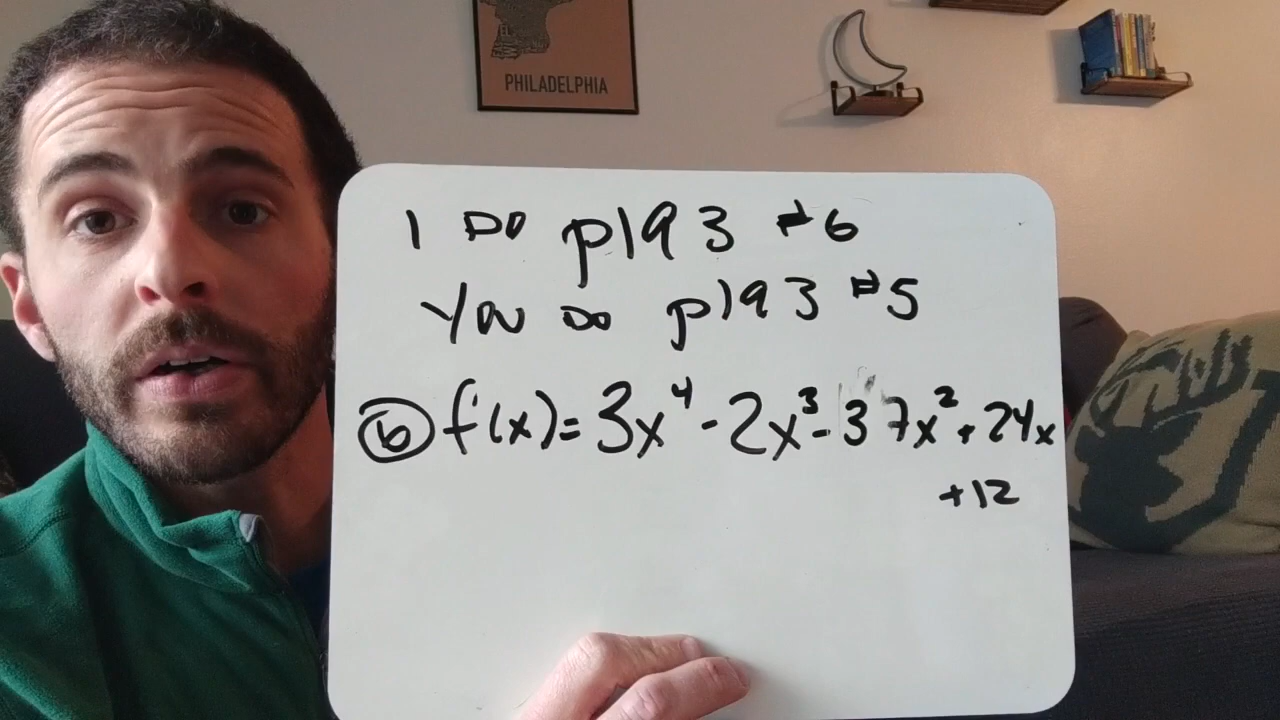 PHILADELPHIA
I DO p193 #6
YOU DO p193 #5
⑥ f(x)=3x⁴-2x³-37x²+24x
+12